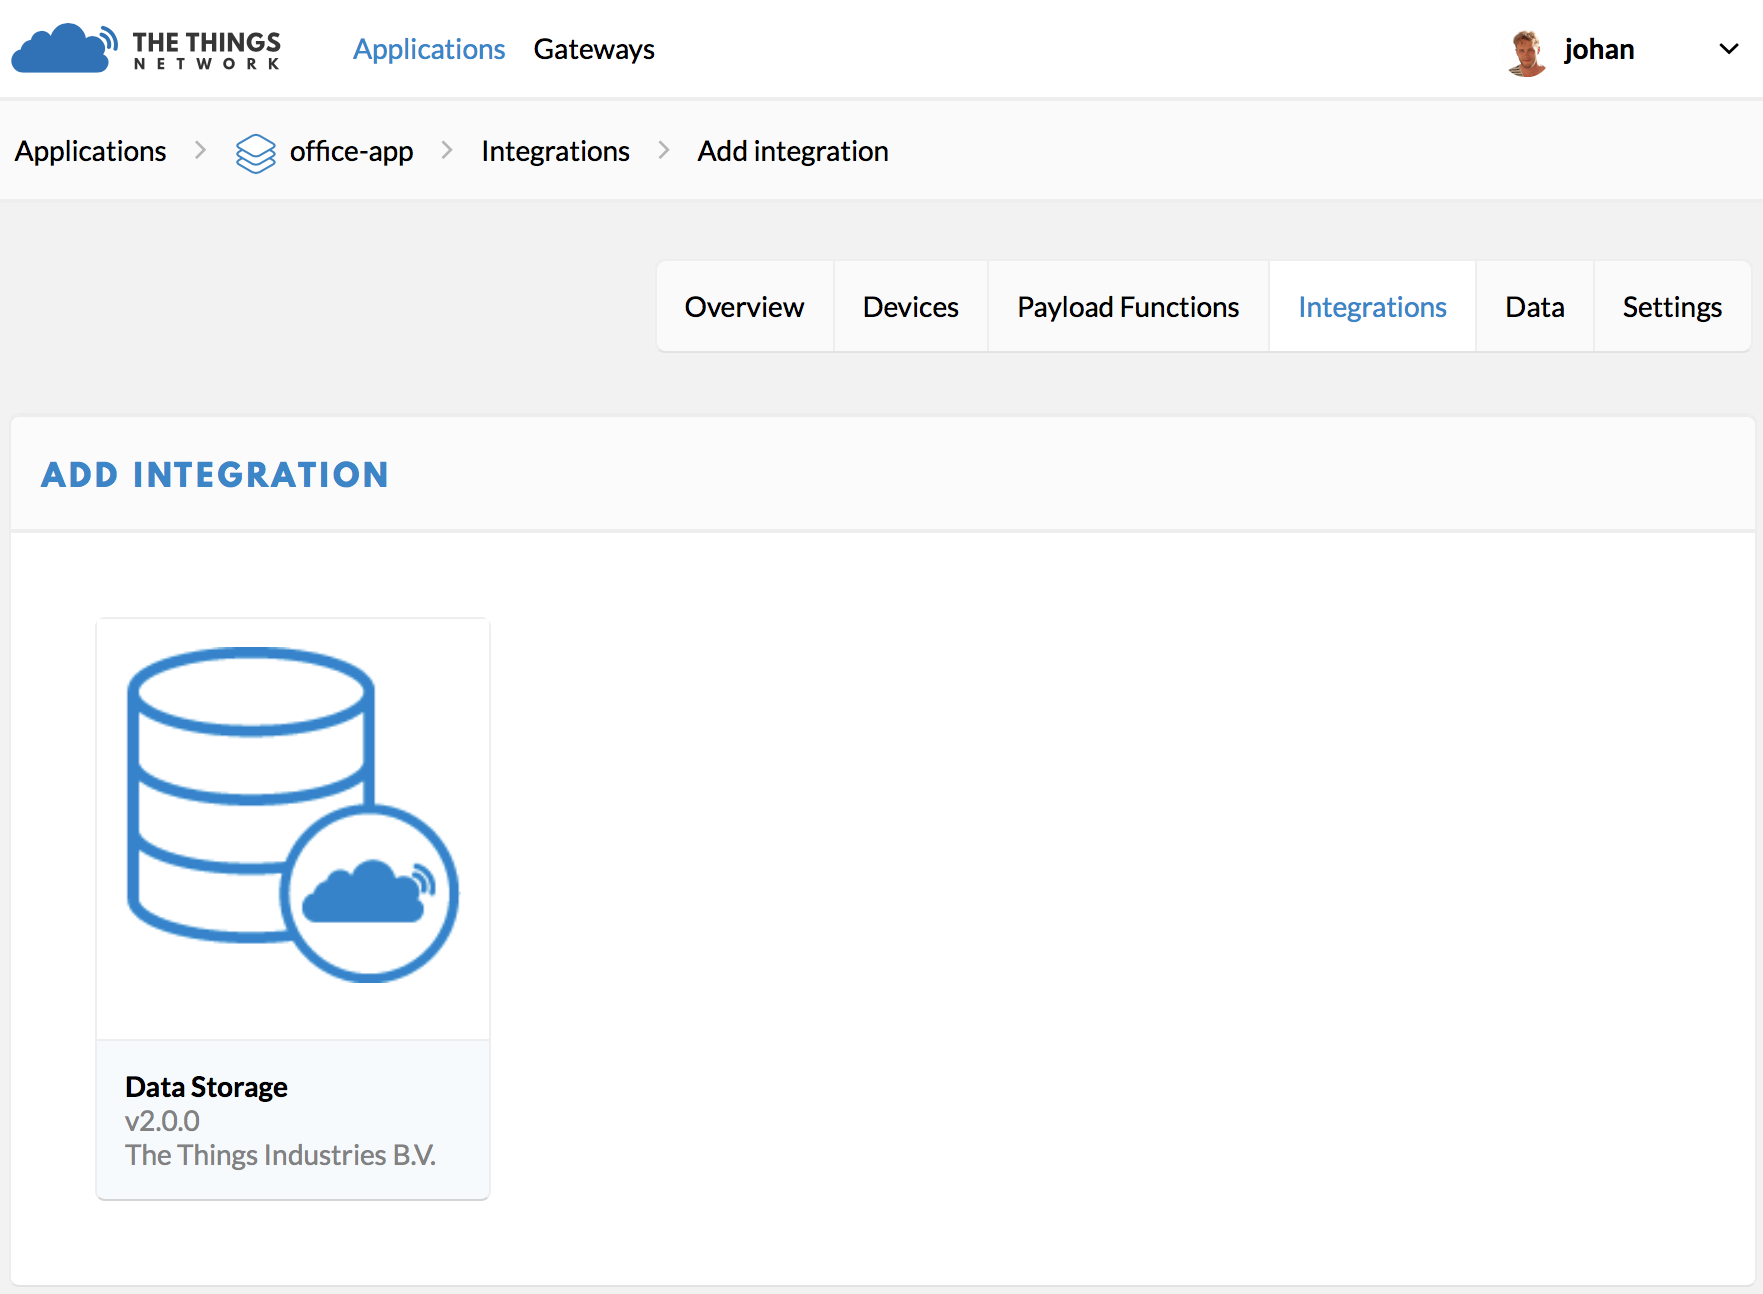 THE THINGS
NETWORK
Applications Gateways
johan
Applications office-app Integrations Add integration
Overview Devices Payload Functions Integrations Data Settings
ADD INTEGRATION
Data Storage
v2.0.0
The Things Industries B.V.